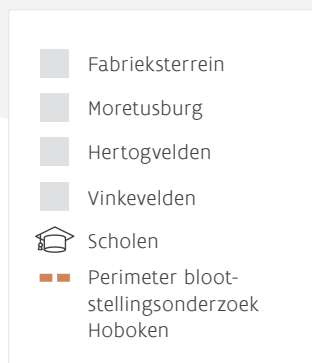 Fabrieksterrein
Moretusburg
Hertogvelden
Vinkevelden
Scholen
Perimeter bloot-
stellingsonderzoek
Hoboken